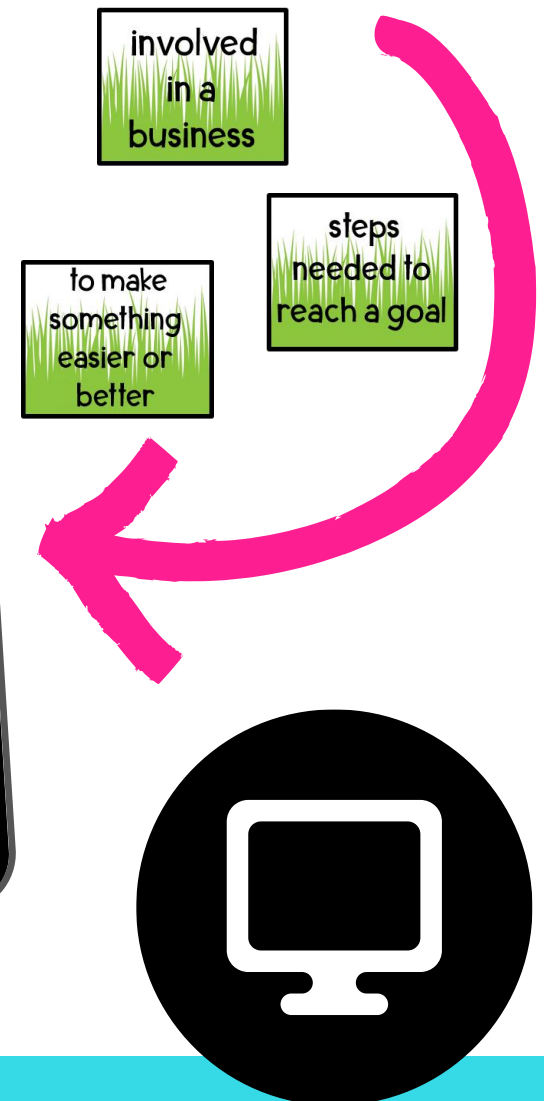 involved
in a
business
steps
needed to
reach a goal
to make
something
easier or
better